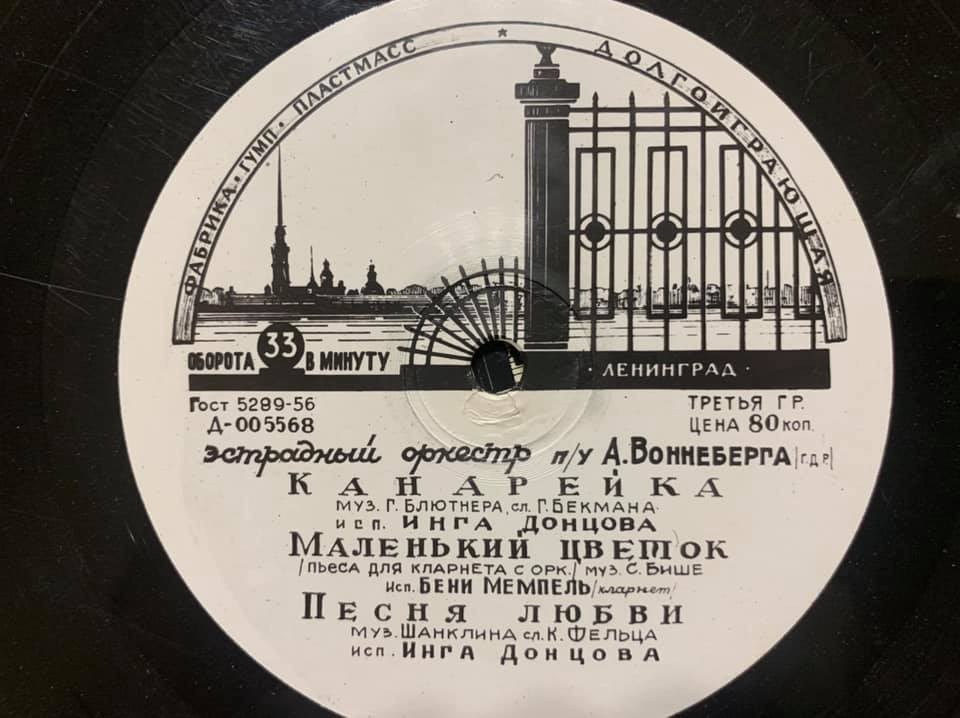 ФАБРИКА·ГУМП·ПЛАСТМАСС * ДОЛГОИГРАЮЩАЯ
ОБОРОТА 33 В МИНУТУ
·ЛЕНИНГРАД·
Гост 5289-56
Д-005568
ТРЕТЬЯ ГР.
ЦЕНА 80 КОП.
эстрадный оркестр п/у А.Воннеберга /г.д.р/
Канарейка
муз. Г. Блютнера, сл. Г. Бекмана.
исп. Инга Донцова
Маленький цветок
/пьеса для кларнета с орк./ муз. С. Бише
исп. Бени Мемпель /кларнет/
Песня любви
муз. Шанклина сл. К. Фельца
исп. Инга Донцова